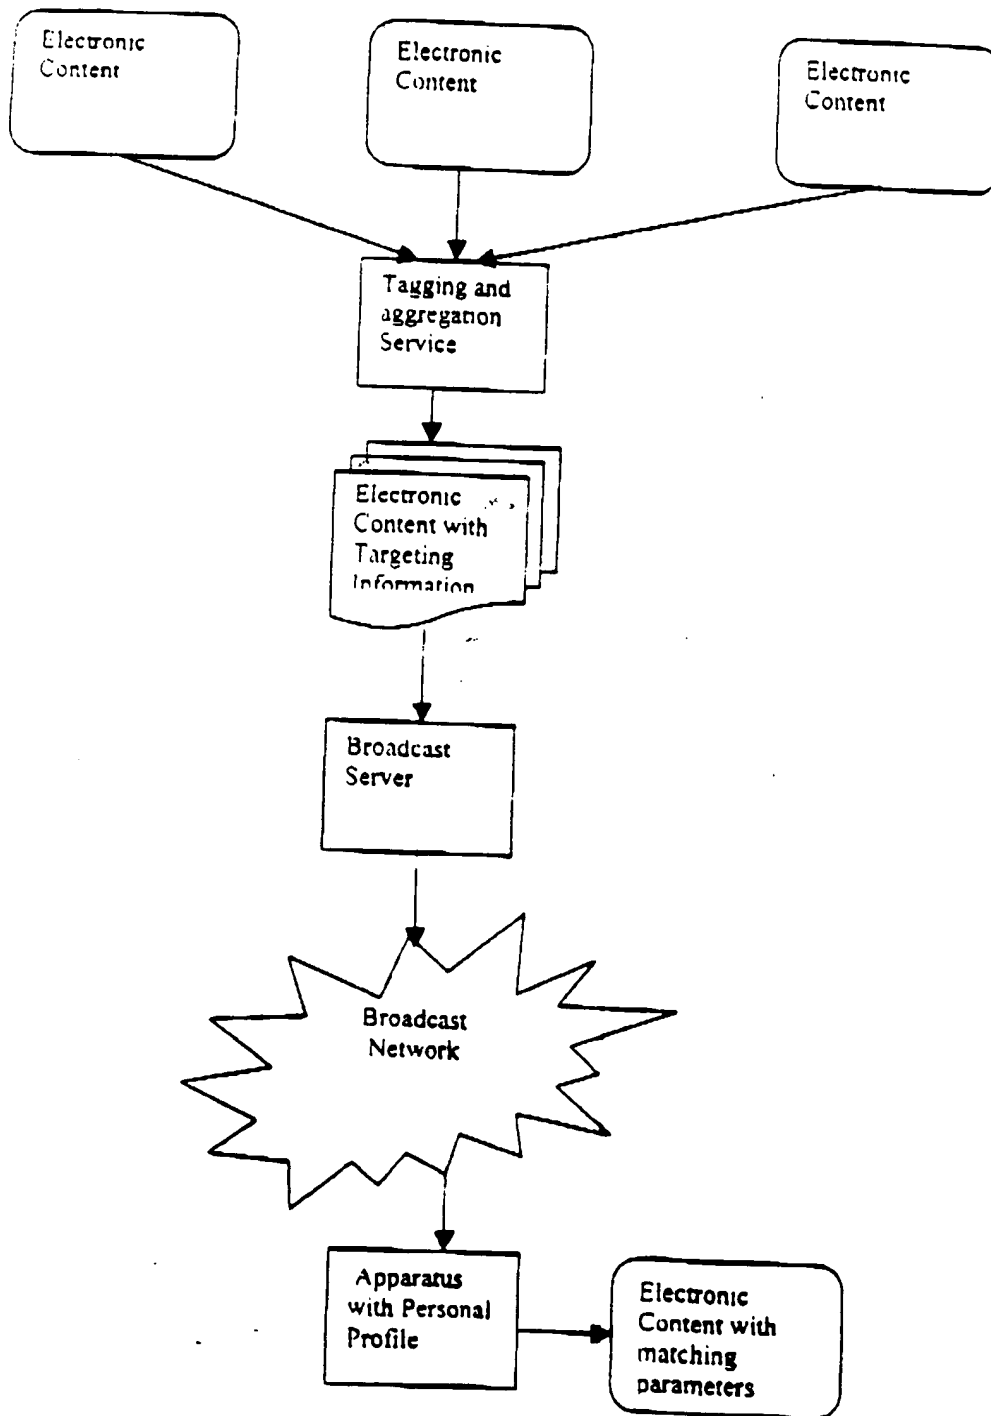 Electronic
Content
Electronic
Content
Electronic
Content
Tagging and
aggregation
Service
Electronic
Content with
Targeting
Information
Broadcast
Server
Broadcast
Network
Apparatus
with Personal
Profile
Electronic
Content with
matching
parameters